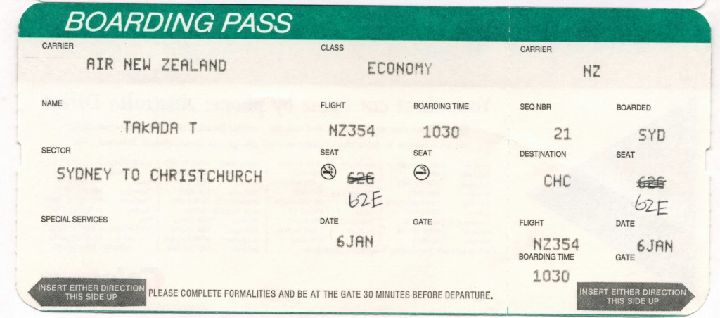 BOARDING PASS
CARRIER CLASS CARRIER
AIR NEW ZEALAND ECONOMY NZ
NAME FLIGHT BOARDING TIME SEQ NBR BOARDED
TAKADA T NZ354 1030 21 SYD
SECTOR SEAT SEAT DESTINATION SEAT
SYDNEY TO CHRISTCHURCH 62G CHC 62G
62E 62E
SPECIAL SERVICES DATE GATE FLIGHT DATE
6JAN NZ354 6JAN
BOARDING TIME GATE
1030
INSERT EITHER DIRECTION
THIS SIDE UP
PLEASE COMPLETE FORMALITIES AND BE AT THE GATE 30 MINUTES BEFORE DEPARTURE.
INSERT EITHER DIRECTION
THIS SIDE UP